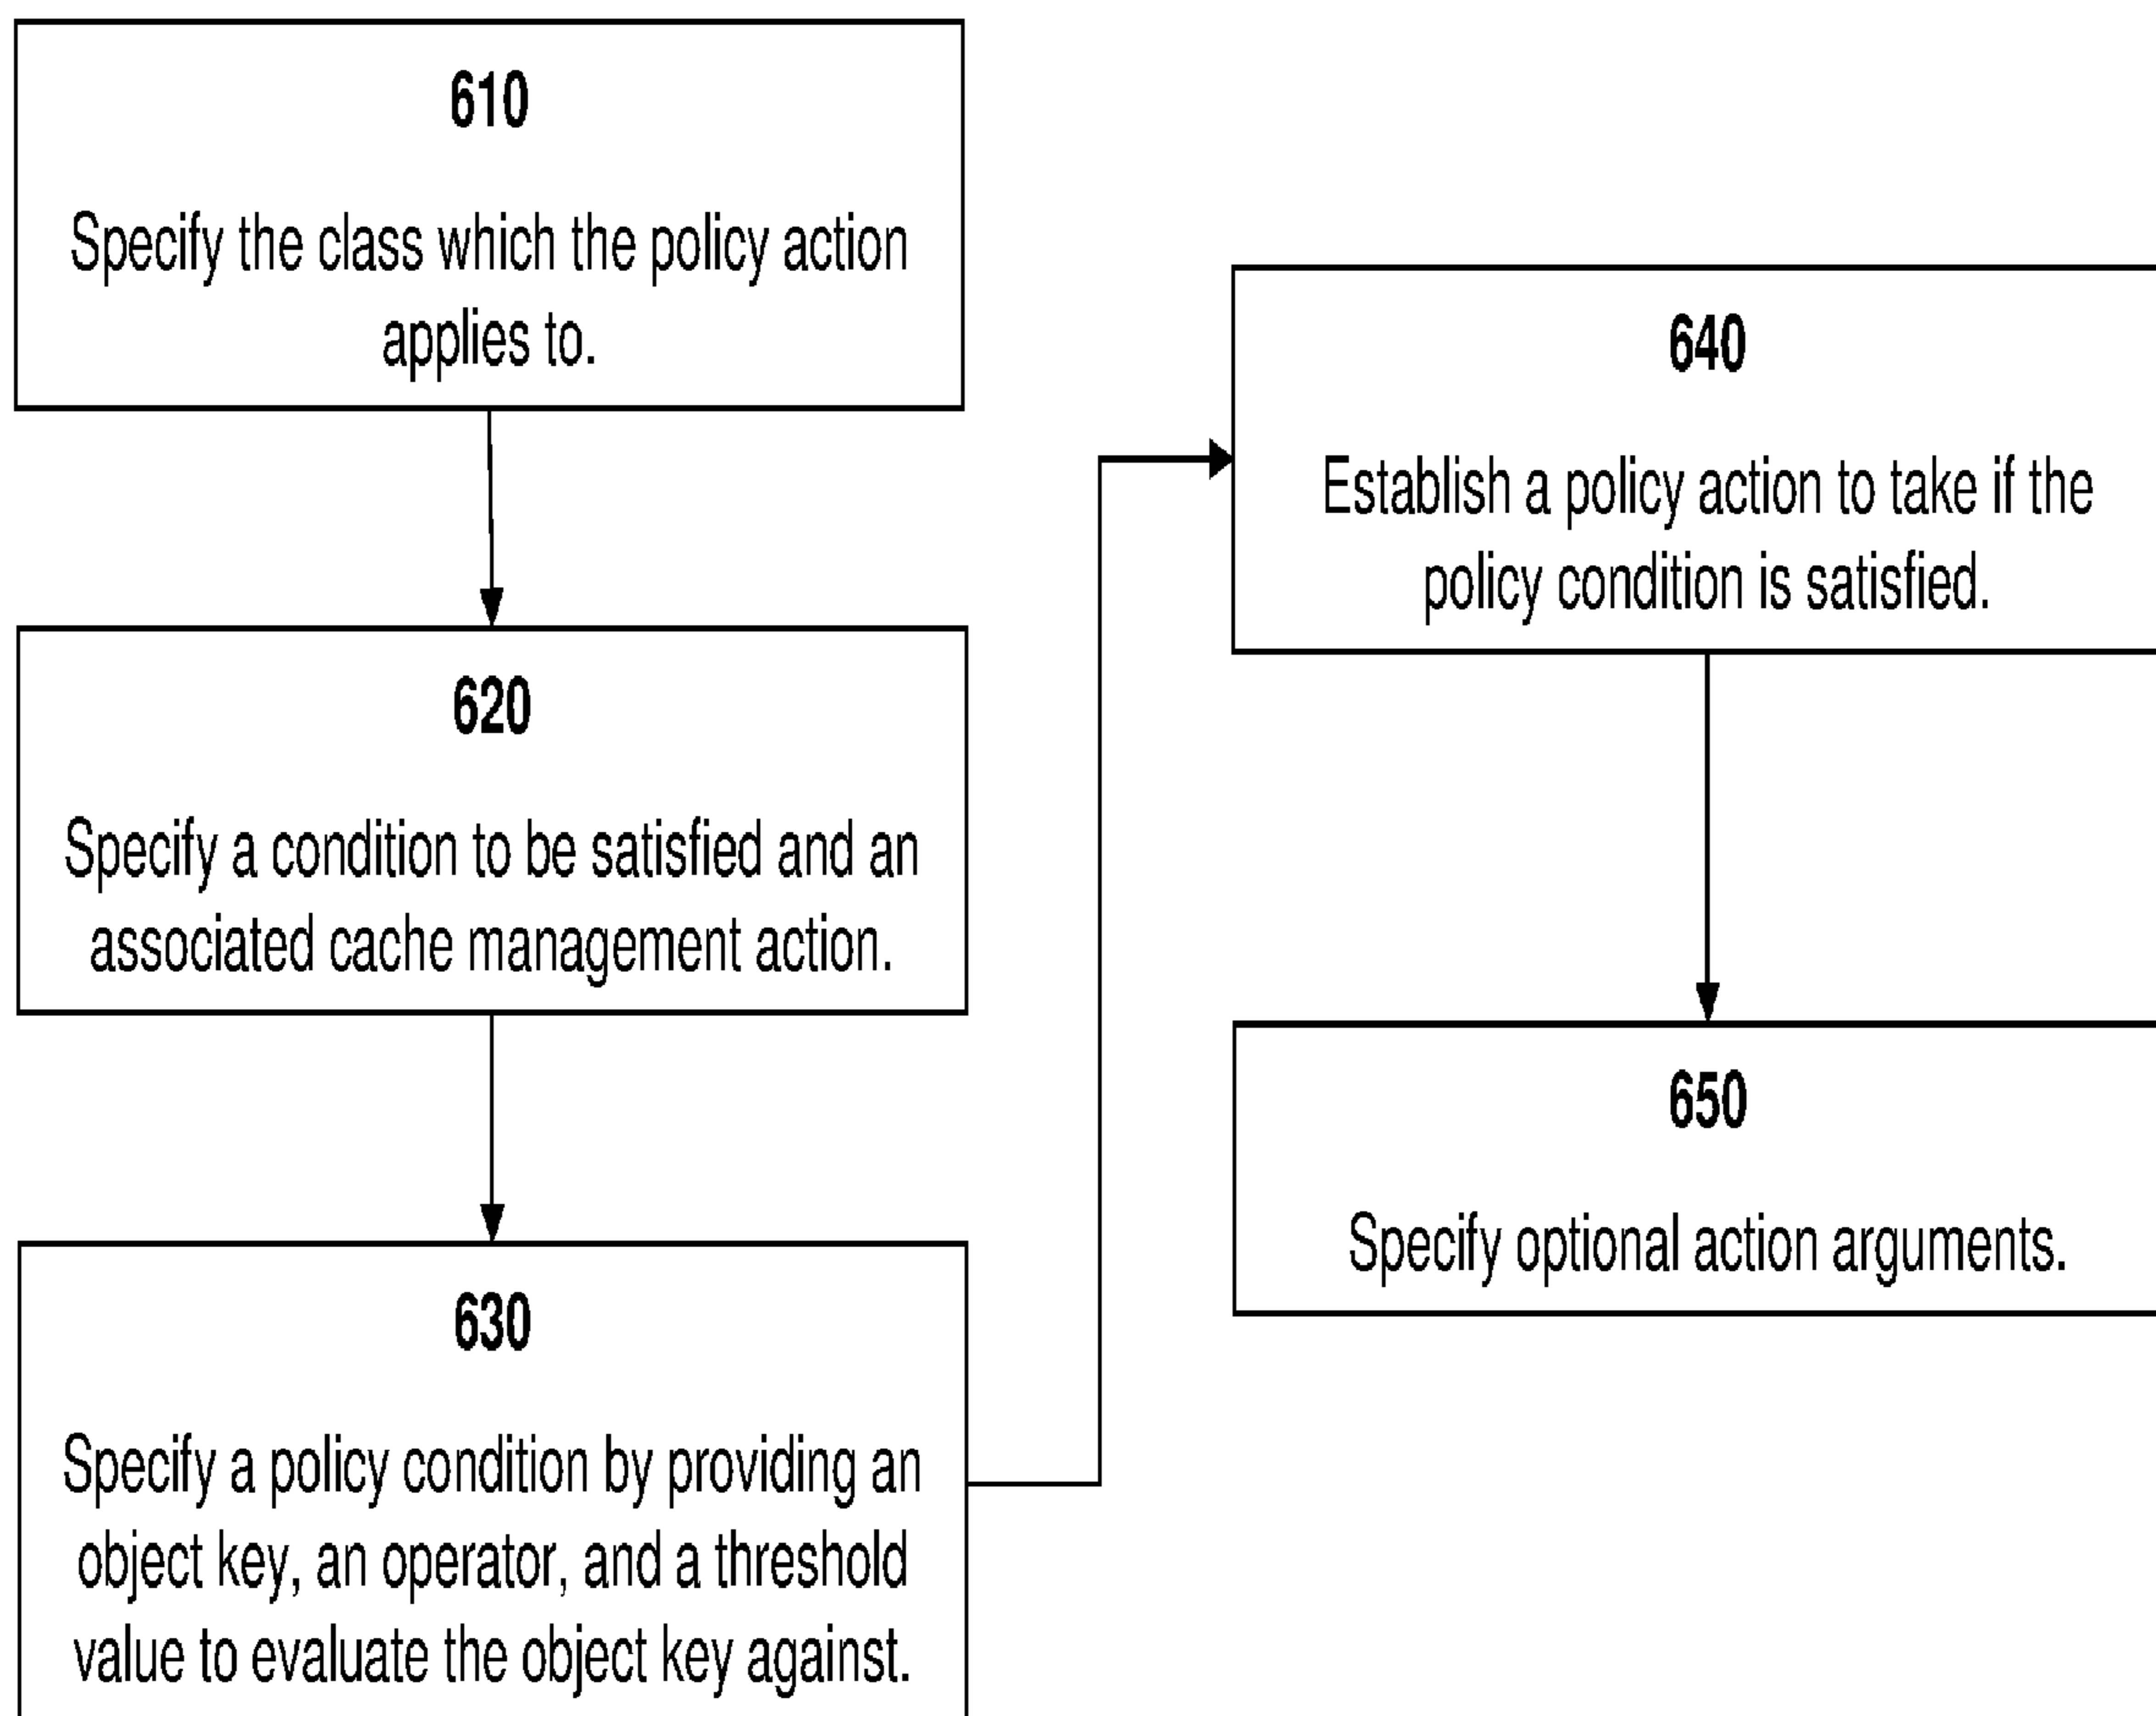 610
Specify the class which the policy action
applies to.
620
Specify a condition to be satisfied and an
associated cache management action.
630
Specify a policy condition by providing an
object key, an operator, and a threshold
value to evaluate the object key against.
640
Establish a policy action to take if the
policy condition is satisfied.
650
Specify optional action arguments.